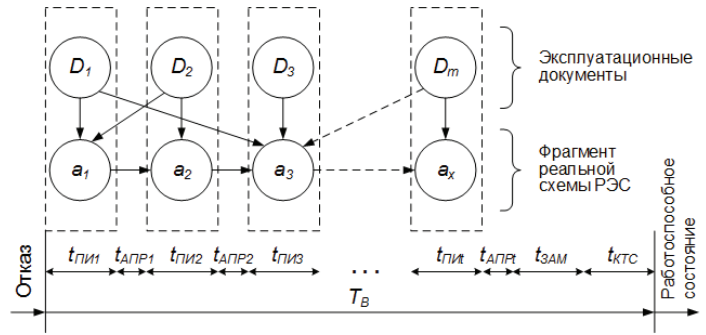 D1 D2 D3 Dm
Эксплуатационные
документы
a1 a2 a3 ax
Фрагмент
реальной
схемы РЭС
Отказ
tПИ1 tАПР1 tПИ2 tАПР2 tПИ3 ... tПИt tАПРt tЗАМ tКТС
TВ
Работоспособное
состояние